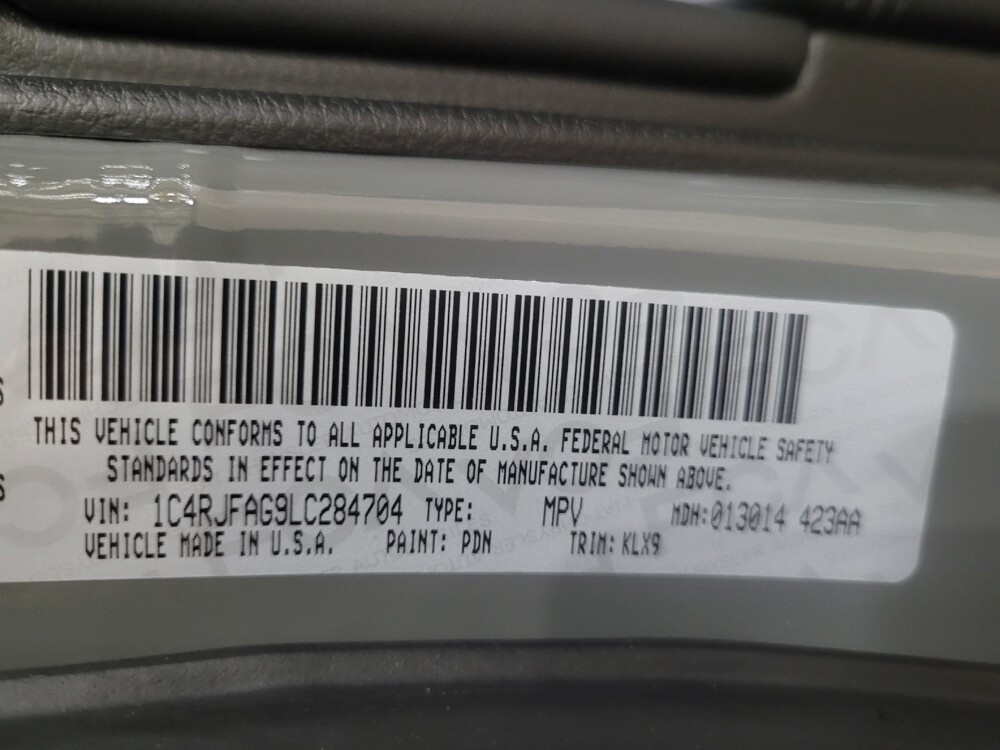 THIS VEHICLE CONFORMS TO ALL APPLICABLE U.S.A. FEDERAL MOTOR VEHICLE SAFETY
STANDARDS IN EFFECT ON THE DATE OF MANUFACTURE SHOWN ABOVE.
VIN: 1C4RJFAG9LC284704 TYPE: MPV MDH:013014 423AA
VEHICLE MADE IN U.S.A. PAINT: PDN TRIM: KLX9